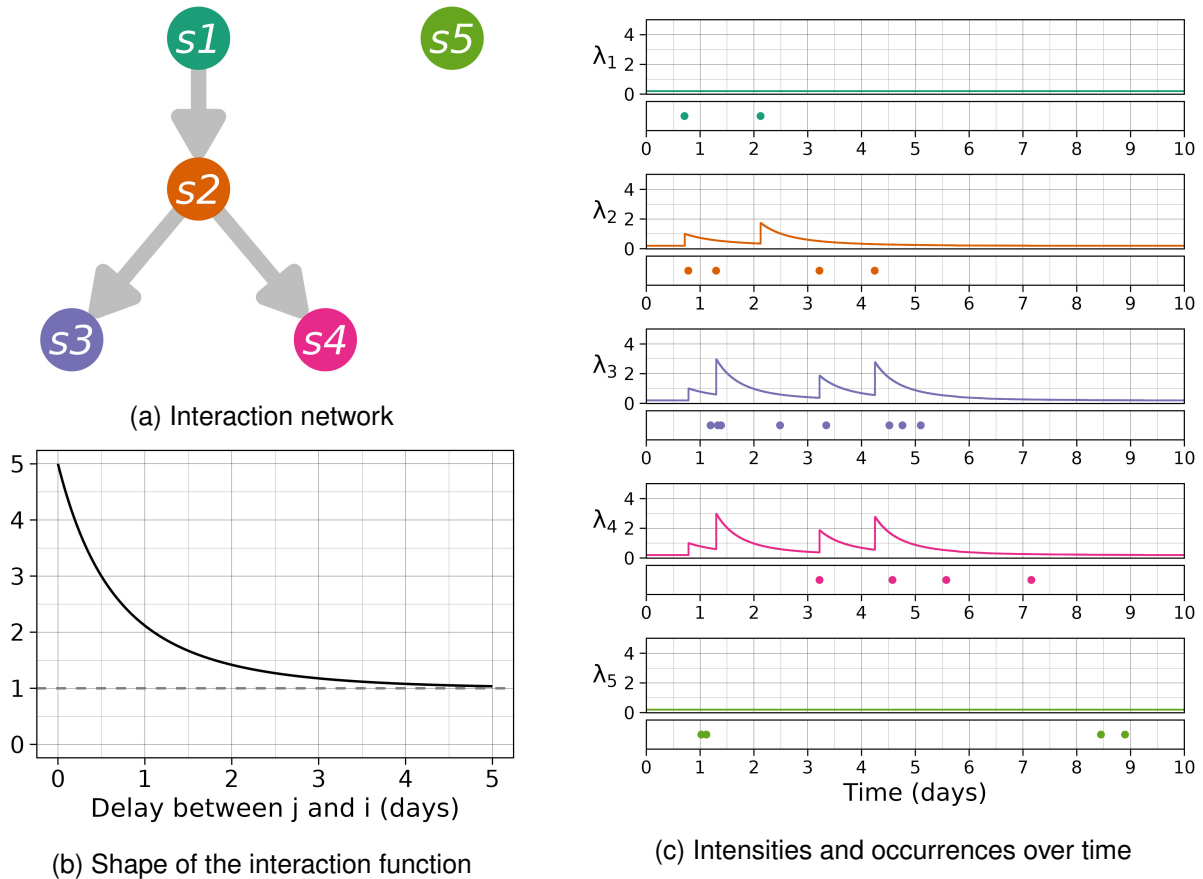 s1
s5
s2
s3
s4
(a) Interaction network
5
4
3
2
1
0
0 1 2 3 4 5
Delay between j and i (days)
(b) Shape of the interaction function
λ1
4
2
0
0 1 2 3 4 5 6 7 8 9 10
λ2
4
2
0
0 1 2 3 4 5 6 7 8 9 10
λ3
4
2
0
0 1 2 3 4 5 6 7 8 9 10
λ4
4
2
0
0 1 2 3 4 5 6 7 8 9 10
λ5
4
2
0
0 1 2 3 4 5 6 7 8 9 10
Time (days)
(c) Intensities and occurrences over time